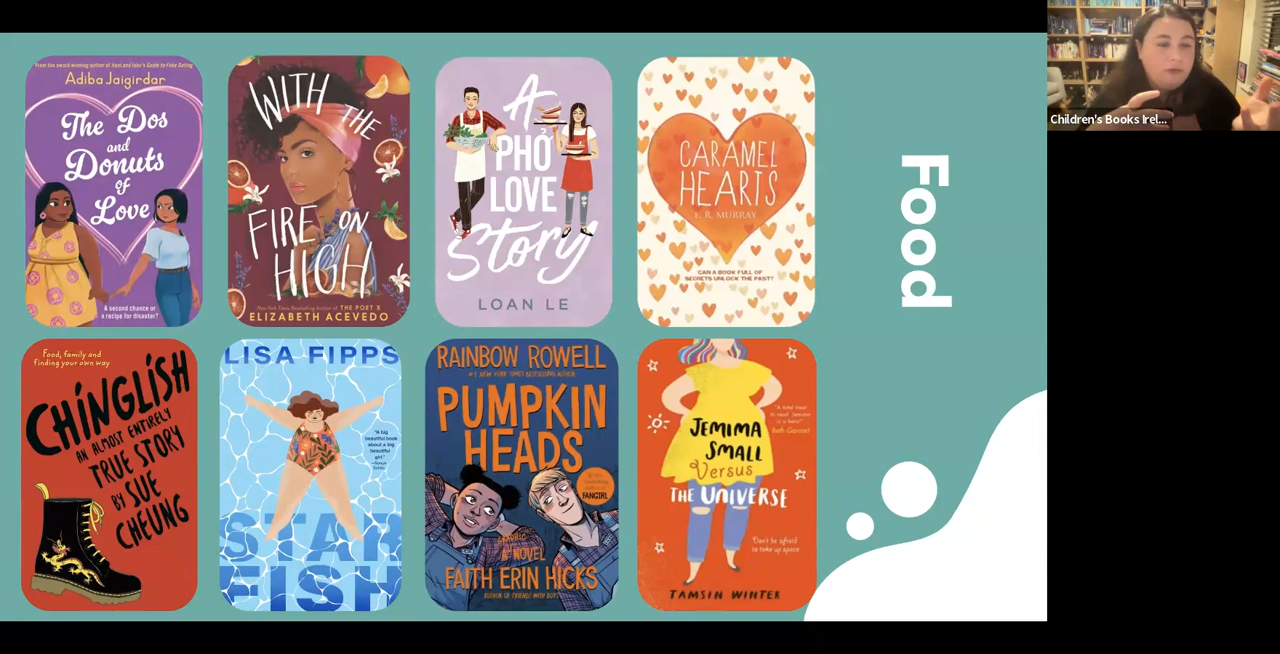 From the award-winning author of Hani and Ishu's Guide to Fake Dating
Adiba Jaigirdar
The Dos
and
Donuts
of
Love
A second chance or
a recipe for disaster?
WITH
THE
FIRE ON
HIGH
New York Times Bestselling Author of THE POET X
ELIZABETH ACEVEDO
A
PHỞ
LOVE
Story
LOAN LE
CARAMEL
HEARTS
E. R. MURRAY
CAN A BOOK FULL OF
SECRETS UNLOCK THE PAST?
Food
Food, family and
finding your own way
CHINGLISH
AN ALMOST ENTIRELY
TRUE STORY
BY SUE
CHEUNG
LISA FIPPS
"A big
beautiful book
about a big
beautiful
girl."
STAR
FISH
RAINBOW ROWELL
#1 NEW YORK TIMES BESTSELLING AUTHOR
PUMPKIN
HEADS
FANGIRL
GRAPHIC
A NOVEL
FAITH ERIN HICKS
AUTHOR OF FRIENDS WITH BOYS
JEMIMA
SMALL
Versus
THE UNIVERSE
"A total treat
to read. Jemima
is a hero!"
Beth Garrod
Don't be afraid
to take up space
TAMSIN WINTER
Children's Books Irel...